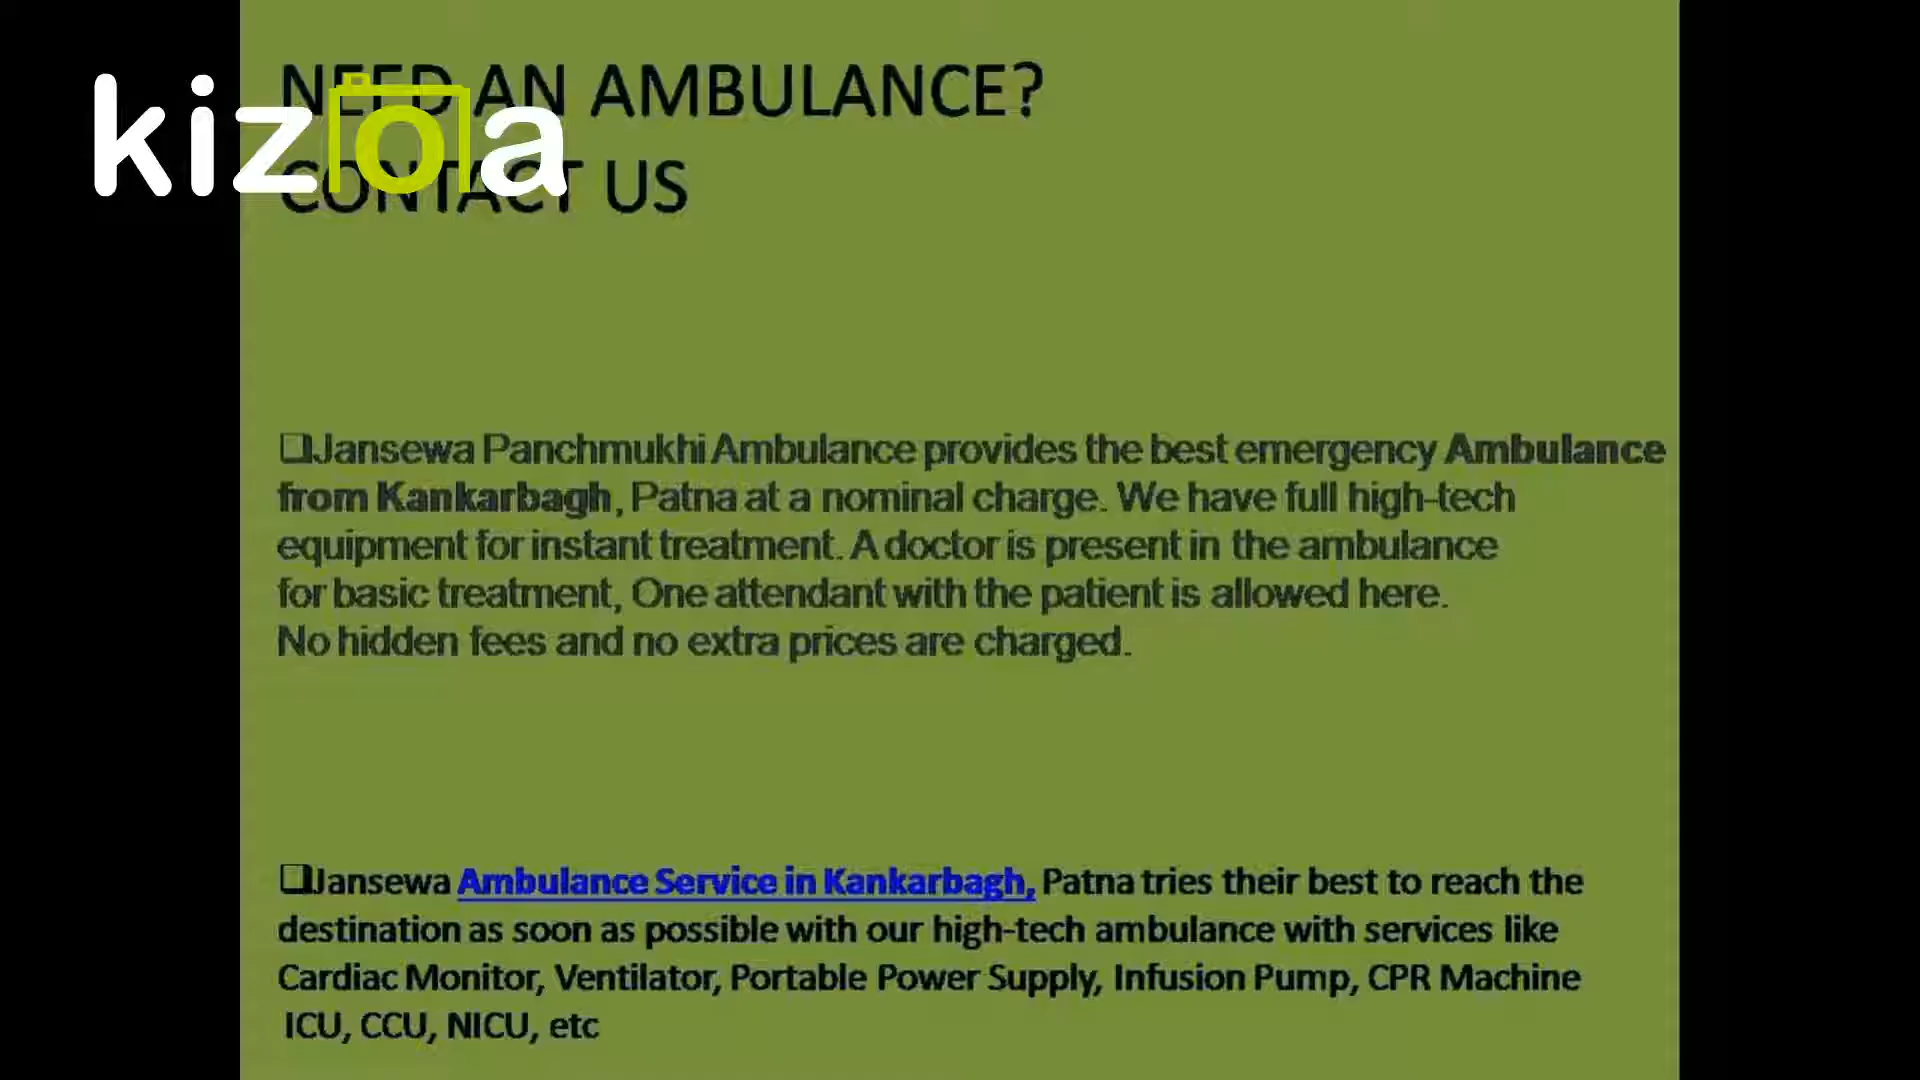 kizoa
NEED AN AMBULANCE?
CONTACT US
❑Jansewa Panchmukhi Ambulance provides the best emergency Ambulance
from Kankarbagh, Patna at a nominal charge. We have full high-tech
equipment for instant treatment. A doctor is present in the ambulance
for basic treatment, One attendant with the patient is allowed here.
No hidden fees and no extra prices are charged.
❑Jansewa Ambulance Service in Kankarbagh, Patna tries their best to reach the
destination as soon as possible with our high-tech ambulance with services like
Cardiac Monitor, Ventilator, Portable Power Supply, Infusion Pump, CPR Machine
ICU, CCU, NICU, etc